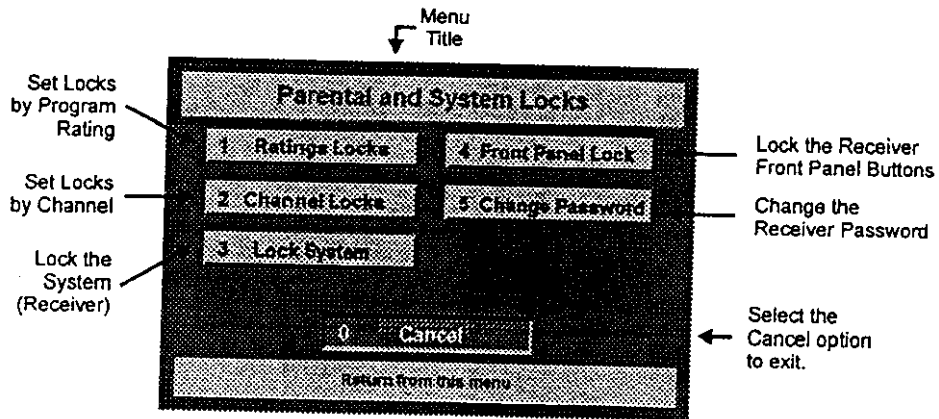 Menu
Title
Set Locks
by Program
Rating
Parental and System Locks
1 Ratings Locks
4 Front Panel Lock
Lock the Receiver
Front Panel Buttons
Set Locks
by Channel
2 Channel Locks
5 Change Password
Change the
Receiver Password
Lock the
System
(Receiver)
3 Lock System
0 Cancel
Select the
Cancel option
to exit.
Return from this menu